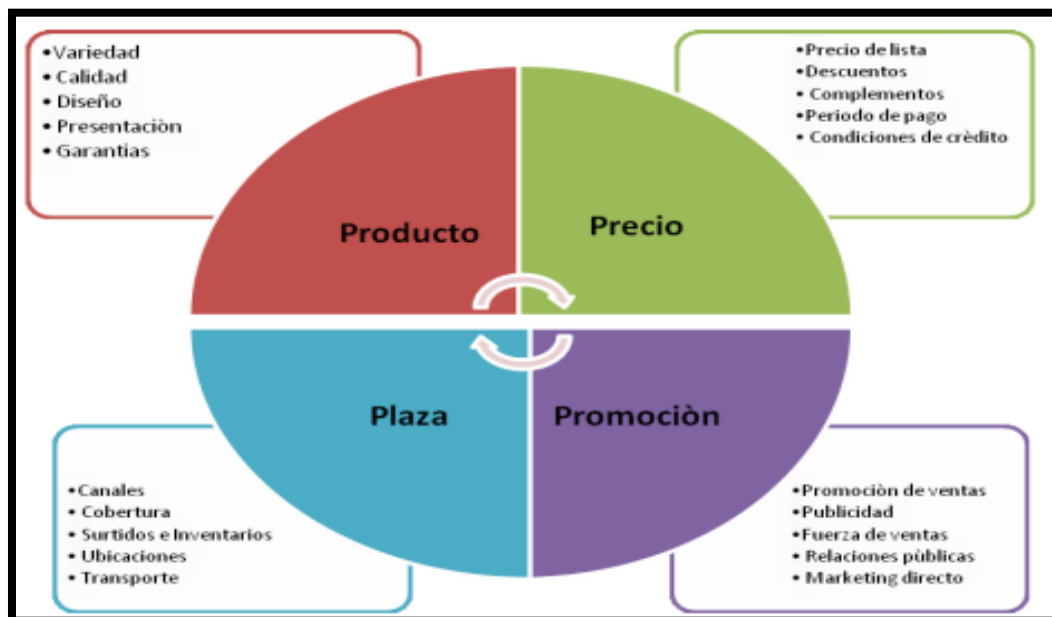 •Variedad
• Calidad
• Diseño
• Presentaciòn
• Garantias
•Precio de lista
•Descuentos
• Complementos
•Periodo de pago
• Condiciones de crèdito
Producto
Precio
Plaza
Promociòn
•Canales
• Cobertura
• Surtidos e Inventarios
•Ubicaciones
• Transporte
•Promociòn de ventas
•Publicidad
•Fuerza de ventas
• Relaciones pùblicas
• Marketing directo